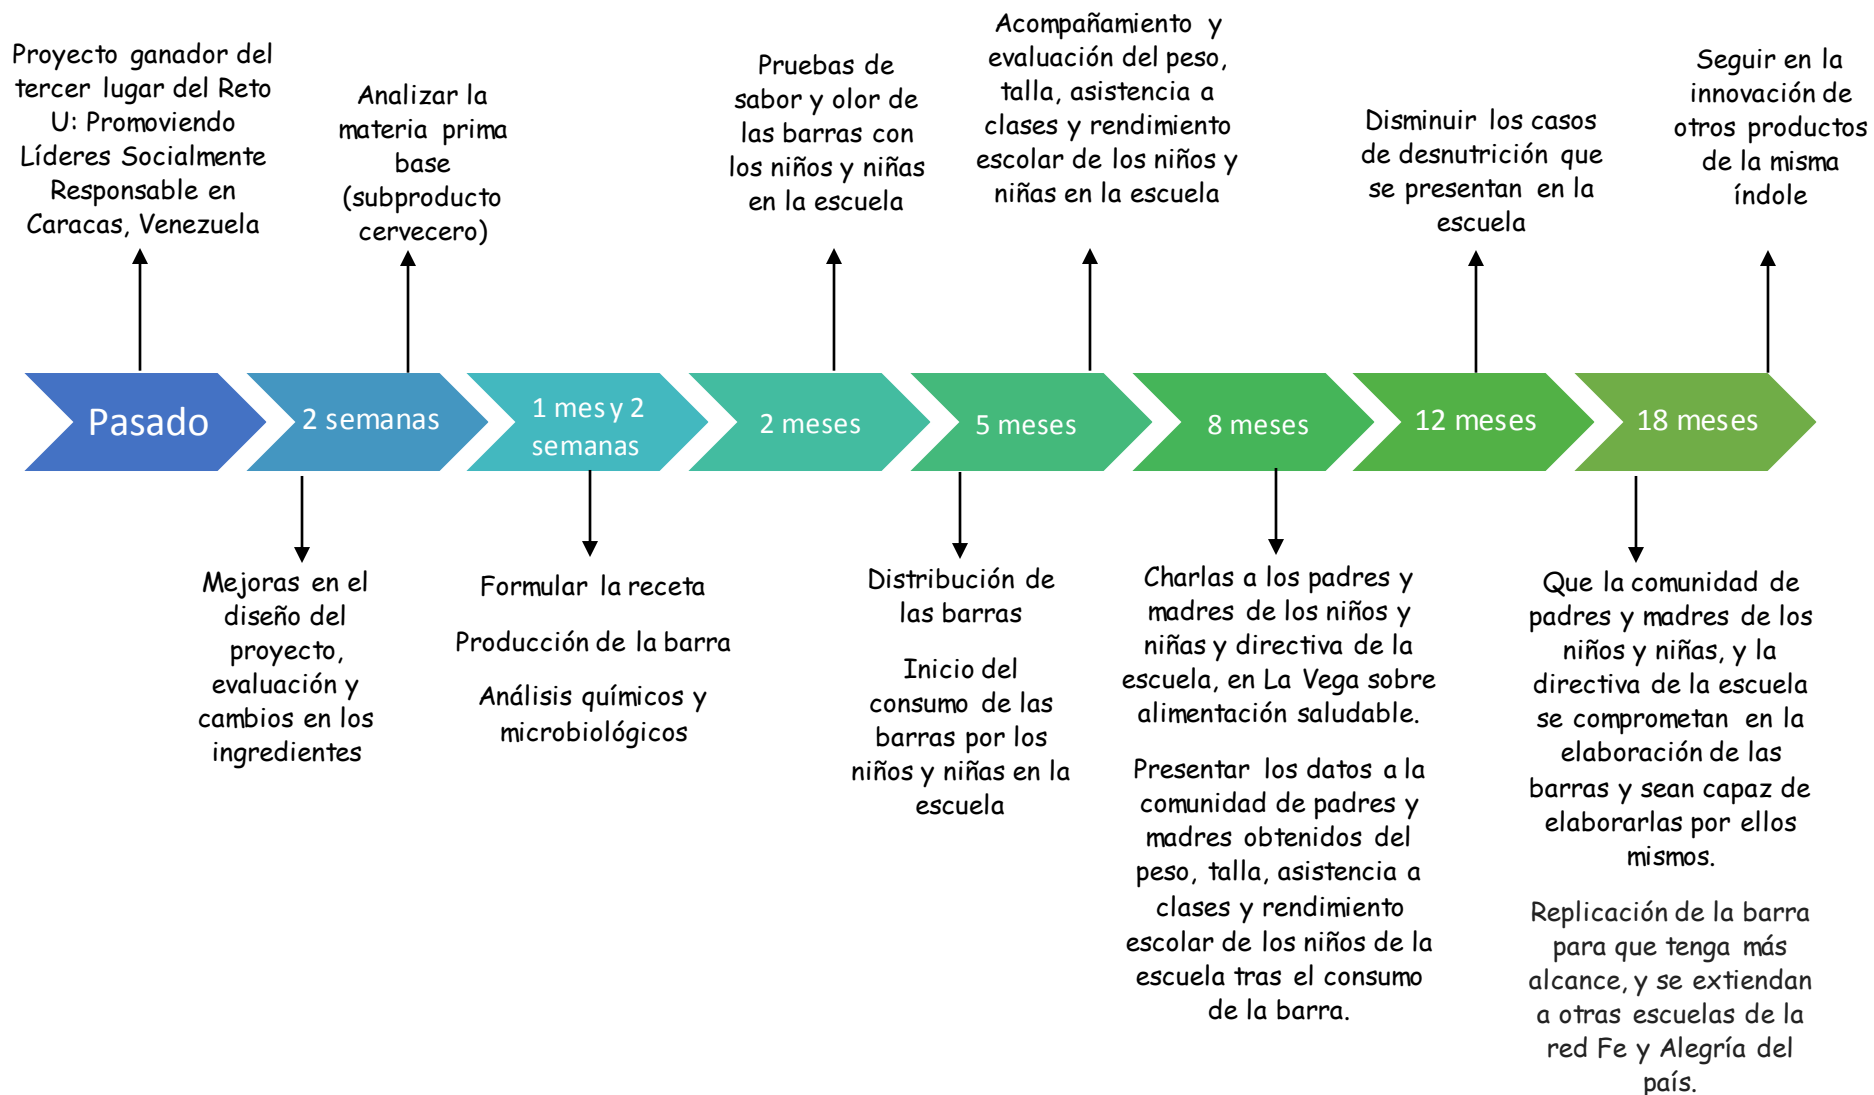 Proyecto ganador del
tercer lugar del Reto
U: Promoviendo
Líderes Socialmente
Responsable en
Caracas, Venezuela
Analizar la
materia prima
base
(subproducto
cervecero)
Pruebas de
sabor y olor de
las barras con
los niños y niñas
en la escuela
Acompañamiento y
evaluación del peso,
talla, asistencia a
clases y rendimiento
escolar de los niños y
niñas en la escuela
Disminuir los casos
de desnutrición que
se presentan en la
escuela
Seguir en la
innovación de
otros productos
de la misma
índole
Pasado
2 semanas
1 mes y 2
semanas
2 meses
5 meses
8 meses
12 meses
18 meses
Mejoras en el
diseño del
proyecto,
evaluación y
cambios en los
ingredientes
Formular la receta
Producción de la barra
Análisis químicos y
microbiológicos
Distribución de
las barras
Inicio del
consumo de las
barras por los
niños y niñas en la
escuela
Charlas a los padres y
madres de los niños y
niñas y directiva de la
escuela, en La Vega sobre
alimentación saludable.
Presentar los datos a la
comunidad de padres y
madres obtenidos del
peso, talla, asistencia a
clases y rendimiento
escolar de los niños de la
escuela tras el consumo
de la barra.
Que la comunidad de
padres y madres de los
niños y niñas, y la
directiva de la escuela
se comprometan en la
elaboración de las
barras y sean capaz de
elaborarlas por ellos
mismos.
Replicación de la barra
para que tenga más
alcance, y se extiendan
a otras escuelas de la
red Fe y Alegría del
país.